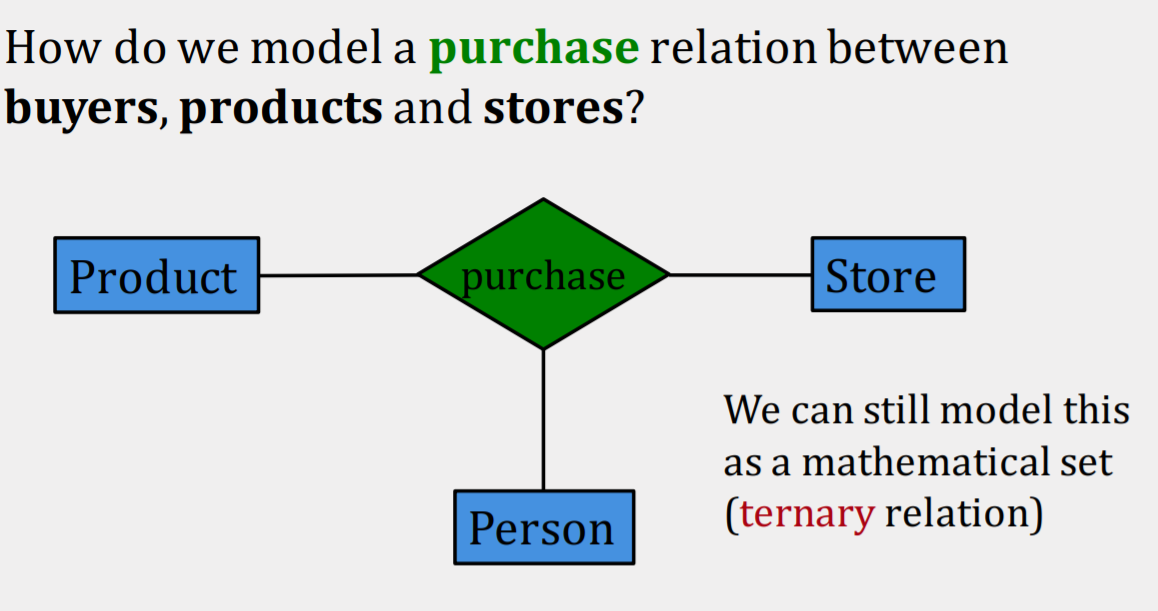 How do we model a purchase relation between
buyers, products and stores?
Product
purchase
Store
We can still model this
as a mathematical set
(ternary relation)
Person